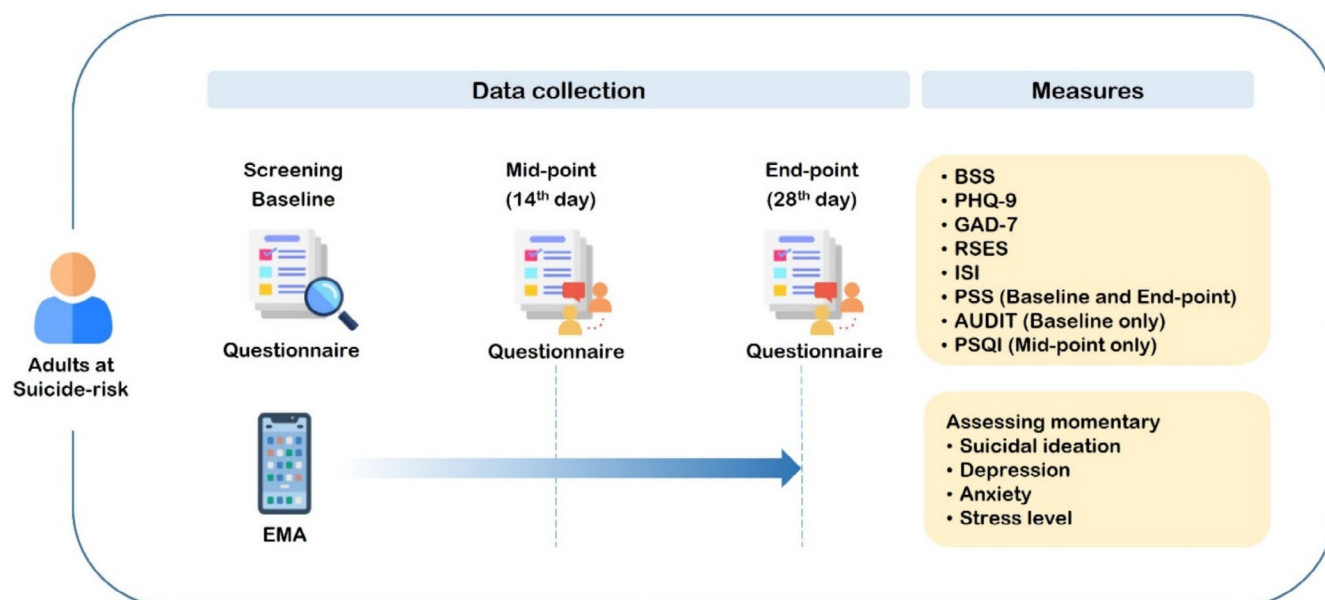 Data collection
Measures
Screening
Baseline
Mid-point
(14th day)
End-point
(28th day)
Questionnaire
Questionnaire
Questionnaire
• BSS
• PHQ-9
• GAD-7
• RSES
• ISI
• PSS (Baseline and End-point)
• AUDIT (Baseline only)
• PSQI (Mid-point only)
Adults at
Suicide-risk
EMA
Assessing momentary
• Suicidal ideation
• Depression
• Anxiety
• Stress level